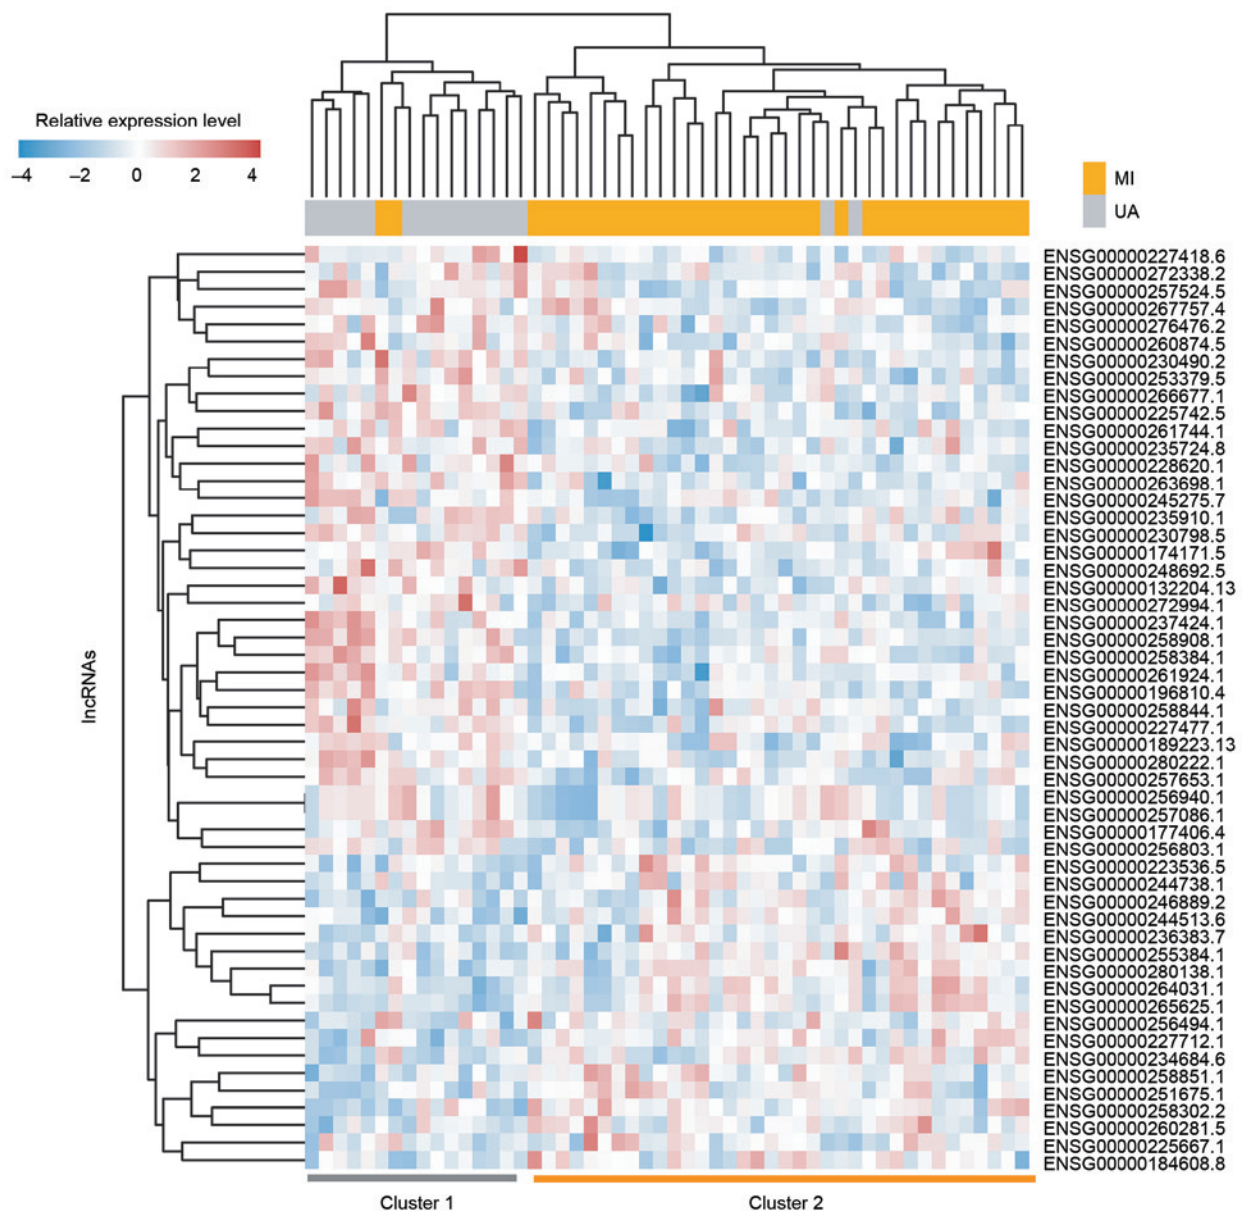 Relative expression level
–4 –2 0 2 4
MI
UA
ENSG00000227418.6
ENSG00000272338.2
ENSG00000257524.5
ENSG00000267757.4
ENSG00000276476.2
ENSG00000260874.5
ENSG00000230490.2
ENSG00000253379.5
ENSG00000266677.1
ENSG00000225742.5
ENSG00000261744.1
ENSG00000235724.8
ENSG00000228620.1
ENSG00000263698.1
ENSG00000245275.7
ENSG00000235910.1
ENSG00000230798.5
ENSG00000174171.5
ENSG00000248692.5
ENSG00000132204.13
ENSG00000272994.1
ENSG00000237424.1
ENSG00000258908.1
ENSG00000258384.1
ENSG00000261924.1
ENSG00000196810.4
ENSG00000258844.1
ENSG00000227477.1
ENSG00000189223.13
ENSG00000280222.1
ENSG00000257653.1
ENSG00000256940.1
ENSG00000257086.1
ENSG00000177406.4
ENSG00000256803.1
ENSG00000223536.5
ENSG00000244738.1
ENSG00000246889.2
ENSG00000244513.6
ENSG00000236383.7
ENSG00000255384.1
ENSG00000280138.1
ENSG00000264031.1
ENSG00000265625.1
ENSG00000256494.1
ENSG00000227712.1
ENSG00000234684.6
ENSG00000258851.1
ENSG00000251675.1
ENSG00000258302.2
ENSG00000260281.5
ENSG00000225667.1
ENSG00000184608.8
lncRNAs
Cluster 1
Cluster 2